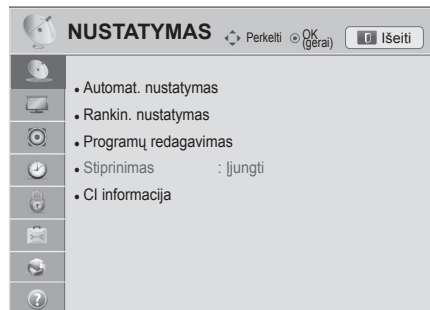 NUSTATYMAS Perkelti OK (gerai) Išeiti
• Automat. nustatymas
• Rankin. nustatymas
• Programų redagavimas
• Stiprinimas : Įjungti
• CI informacija